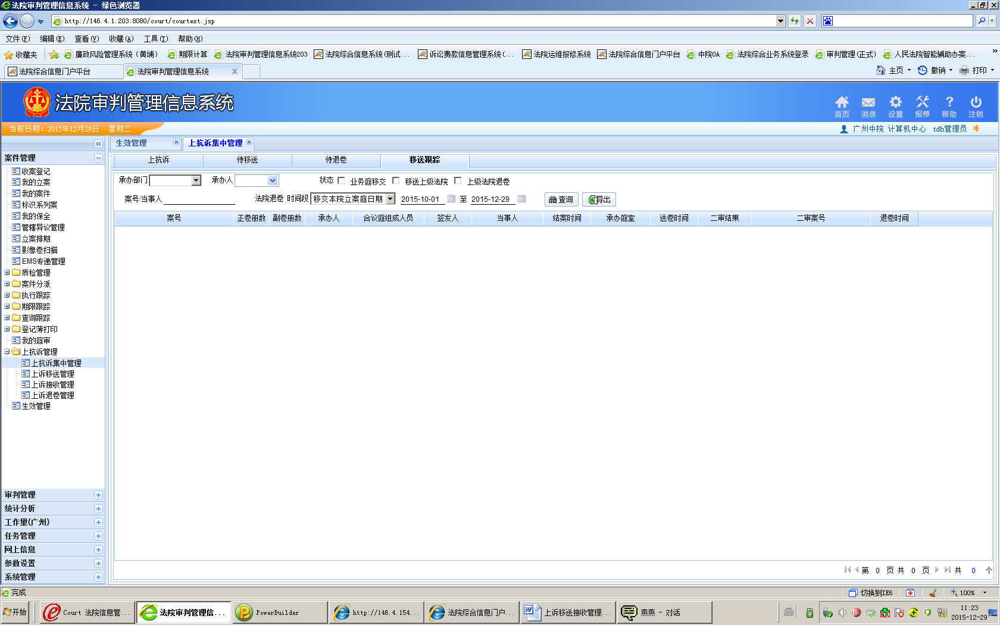 法院审判管理信息系统 - 绿色浏览器
http://146.4.1.203:8080/court/courtext.jsp
文件(F) 编辑(E) 查看(V) 收藏(A) 工具(T) 帮助(H)
收藏夹 廉政风险管理系统（黄埔） 期限计算 法院审判管理信息系统203 法院综合信息系统(测试... 诉讼费款信息管理系统(... 法院运维报修系统 法院综合信息门户平台 中院OA 法院综合业务系统登录 审判管理(正式) 人民法院智能辅助办案... »
法院综合信息门户平台 法院审判管理信息系统 主页 撤销 打印
法院审判管理信息系统
首页 消息 设置 报修 帮助 注销
当前日期：2015年12月29日 星期二 广州中院 计算机中心 tdh管理员
生效管理 上抗诉集中管理
案件管理
上抗诉 待移送 待退卷 移送跟踪
收案登记
我的立案
我的案件
标识系列案
我的保全
管辖异议管理
立案排期
影像卷扫描
EMS专递管理
质检管理
案件分派
执行跟踪
期限跟踪
查询跟踪
登记薄打印
我的庭审
上抗诉管理
上抗诉集中管理
上诉移送管理
上诉接收管理
上诉退卷管理
生效管理
审判管理
统计分析
工作量(广州)
任务管理
网上信息
参数设置
系统管理
承办部门 承办人 状态 业务庭移交 移送上级法院 上级法院退卷
案号/当事人 法院退卷 时间段 移交本院立案庭日期 2015-10-01 至 2015-12-29 查询 导出
案号 正卷册数 副卷册数 承办人 合议庭组成人员 签发人 当事人 结案时间 承办庭室 送卷时间 二审结果 二审案号 退卷时间
第 0 页 共 0 页 共 0 个
完成 切换到IE6 100%
开始 Court 法院信息管... 法院审判管理信... PowerBuilder http://146.4.154... 法院综合信息门户... 上诉移送接收管理... 燕燕 - 对话 11:23
2015-12-29